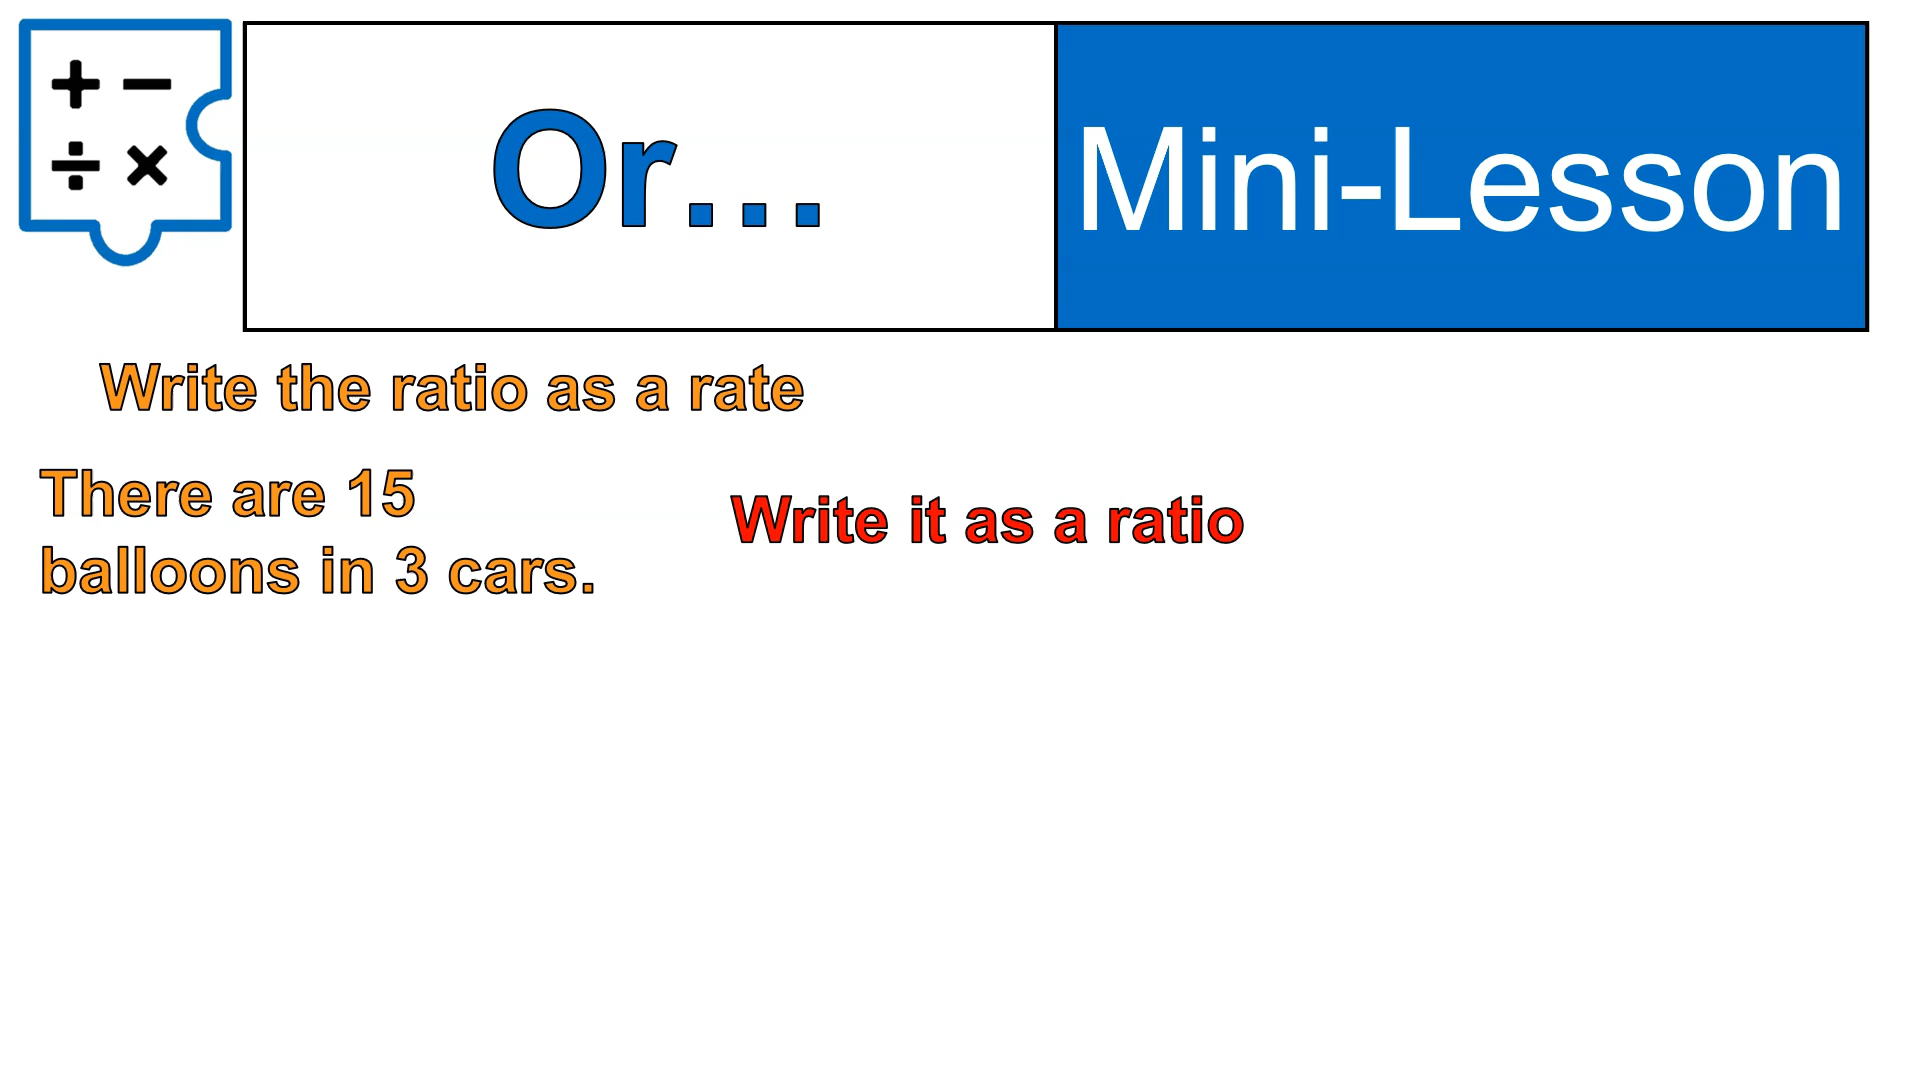 Or...
Mini-Lesson
Write the ratio as a rate
There are 15
balloons in 3 cars.
Write it as a ratio